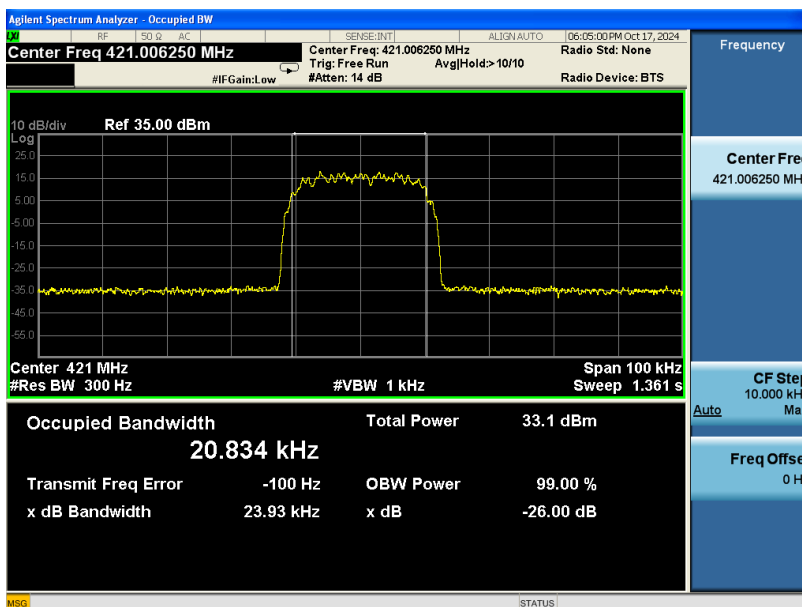 Agilent Spectrum Analyzer - Occupied BW
LXI RF 50 Ω AC SENSE:INT ALIGN AUTO 06:05:00 PM Oct 17, 2024
Center Freq 421.006250 MHz
Center Freq: 421.006250 MHz Radio Std: None
Trig: Free Run Avg|Hold:>10/10
#IFGain:Low #Atten: 14 dB Radio Device: BTS
Frequency
10 dB/div Ref 35.00 dBm
Log
25.0
15.0
5.00
-5.00
-15.0
-25.0
-35.0
-45.0
-55.0
Center 421 MHz Span 100 kHz
#Res BW 300 Hz #VBW 1 kHz Sweep 1.361 s
Occupied Bandwidth Total Power 33.1 dBm
20.834 kHz
Transmit Freq Error -100 Hz OBW Power 99.00 %
x dB Bandwidth 23.93 kHz x dB -26.00 dB
Center Fre
421.006250 MH
CF Step
10.000 kH
Auto Ma
Freq Offse
0 H
MSG STATUS